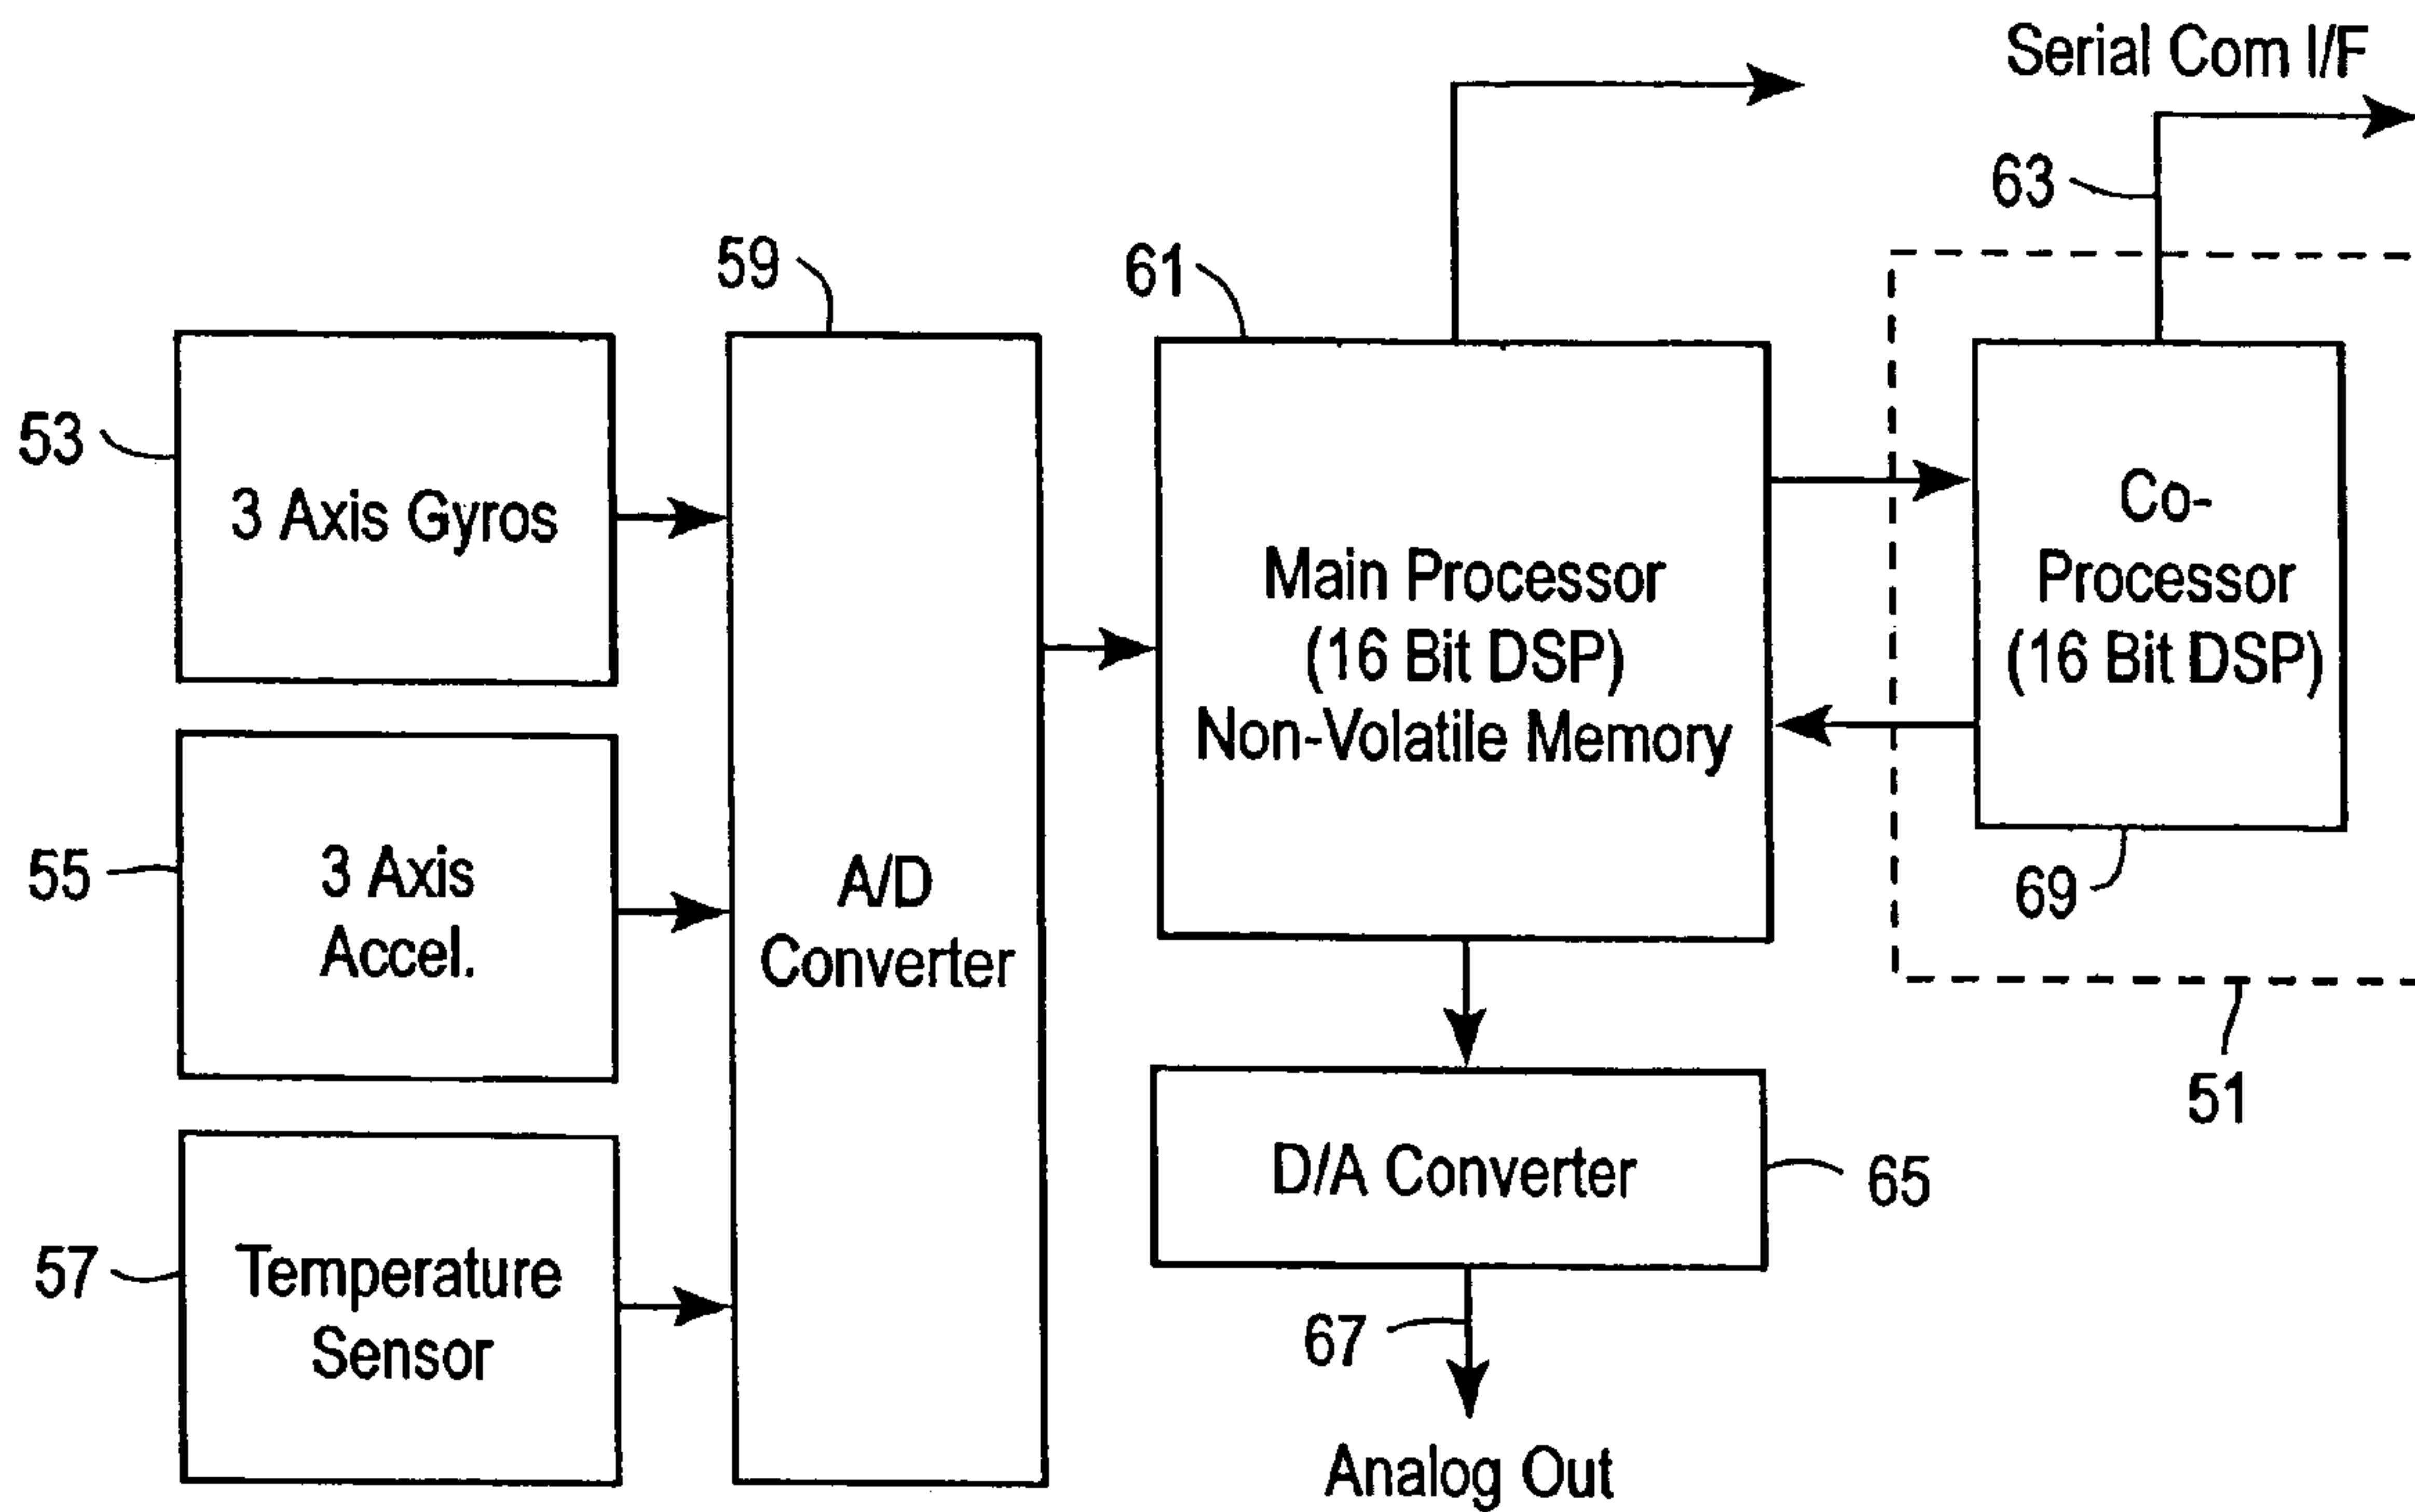 Serial Com I/F
63
59
61
53
3 Axis Gyros
Main Processor
(16 Bit DSP)
Non-Volatile Memory
Co-
Processor
(16 Bit DSP)
55
3 Axis
Accel.
A/D
Converter
69
51
57
Temperature
Sensor
D/A Converter
65
67
Analog Out